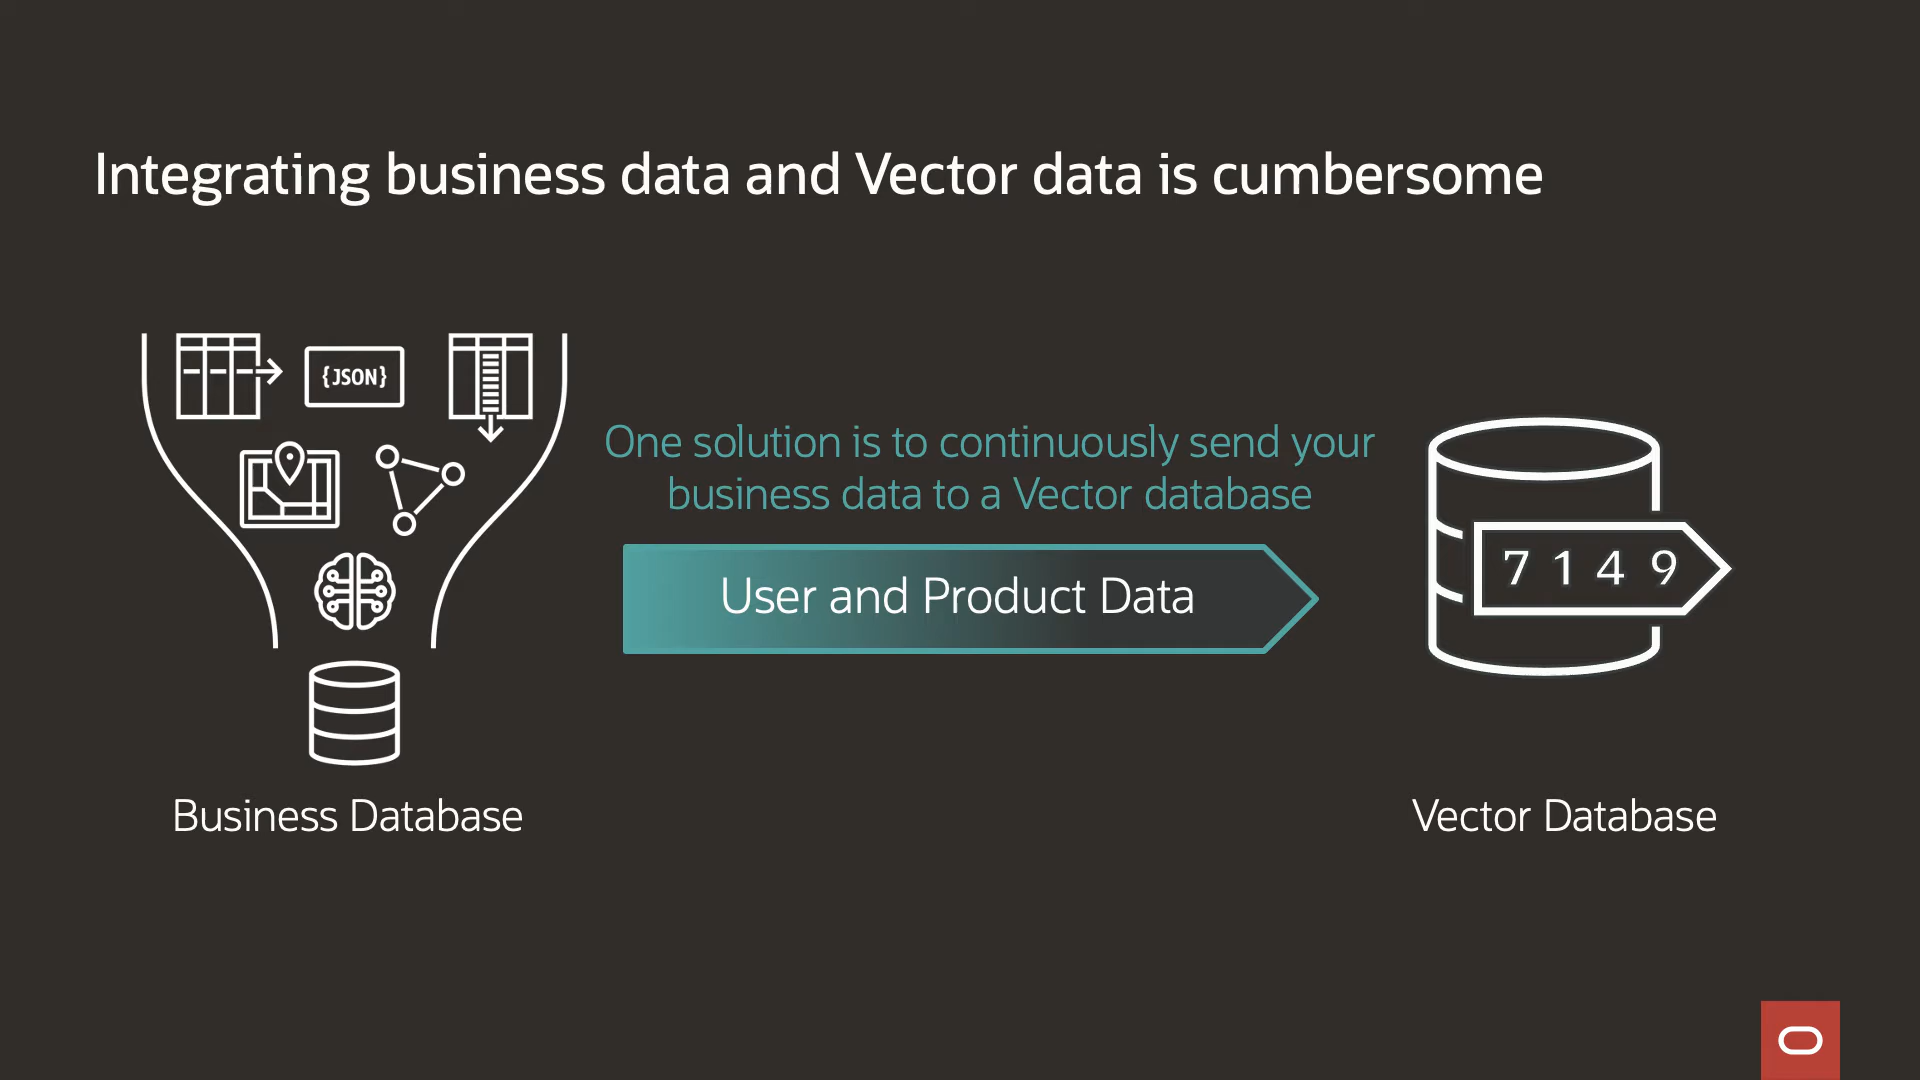 Integrating business data and Vector data is cumbersome
{JSON}
One solution is to continuously send your
business data to a Vector database
User and Product Data
7 1 4 9
Business Database
Vector Database